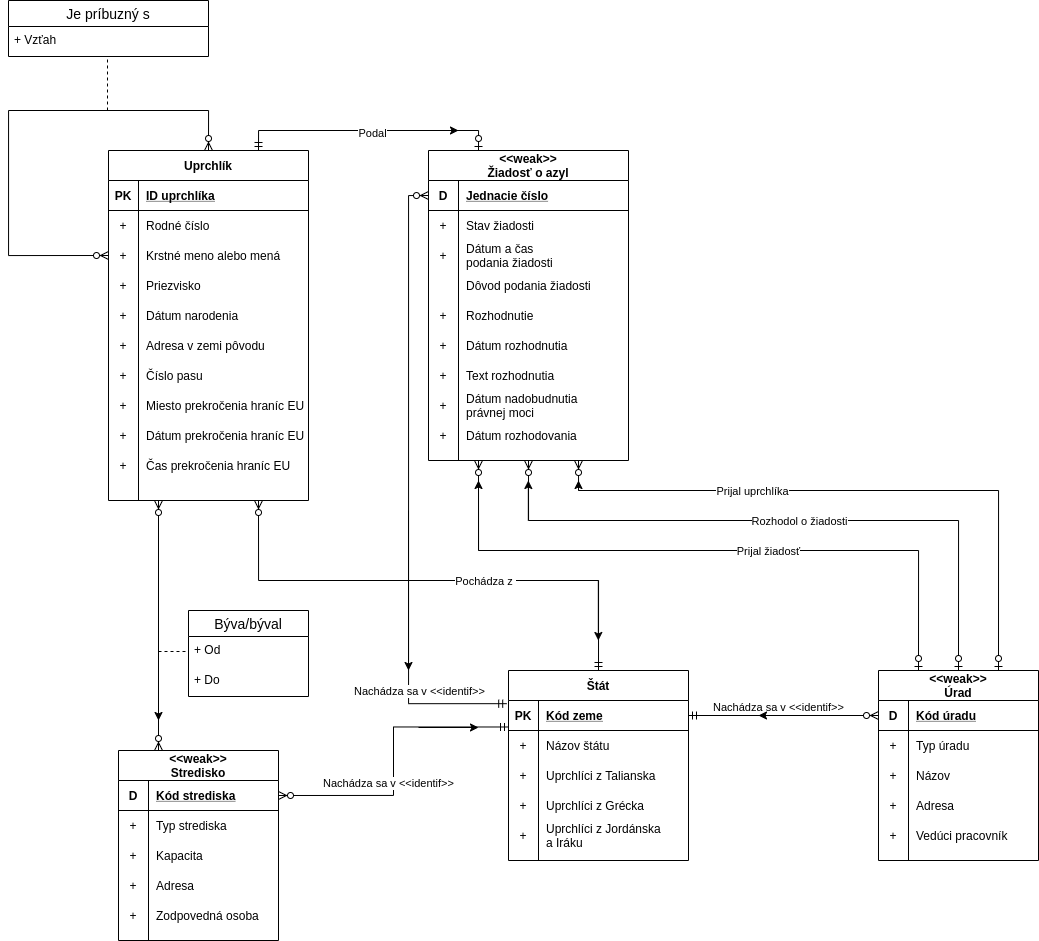 Je príbuzný s
+ Vzťah
Podal
Uprchlík
PK ID uprchlíka
+ Rodné číslo
+ Krstné meno alebo mená
+ Priezvisko
+ Dátum narodenia
+ Adresa v zemi pôvodu
+ Číslo pasu
+ Miesto prekročenia hraníc EU
+ Dátum prekročenia hraníc EU
+ Čas prekročenia hraníc EU
<<weak>>
Žiadosť o azyl
D Jednacie číslo
+ Stav žiadosti
+ Dátum a čas
podania žiadosti
Dôvod podania žiadosti
+ Rozhodnutie
+ Dátum rozhodnutia
+ Text rozhodnutia
+ Dátum nadobudnutia
právnej moci
+ Dátum rozhodovania
Prijal uprchlíka
Rozhodol o žiadosti
Prijal žiadosť
Pochádza z
Býva/býval
+ Od
+ Do
Nachádza sa v <<identif>>
Nachádza sa v <<identif>>
Nachádza sa v <<identif>>
<<weak>>
Stredisko
D Kód strediska
+ Typ strediska
+ Kapacita
+ Adresa
+ Zodpovedná osoba
Štát
PK Kód zeme
+ Názov štátu
+ Uprchlíci z Talianska
+ Uprchlíci z Grécka
+ Uprchlíci z Jordánska
a Iráku
<<weak>>
Úrad
D Kód úradu
+ Typ úradu
+ Názov
+ Adresa
+ Vedúci pracovník